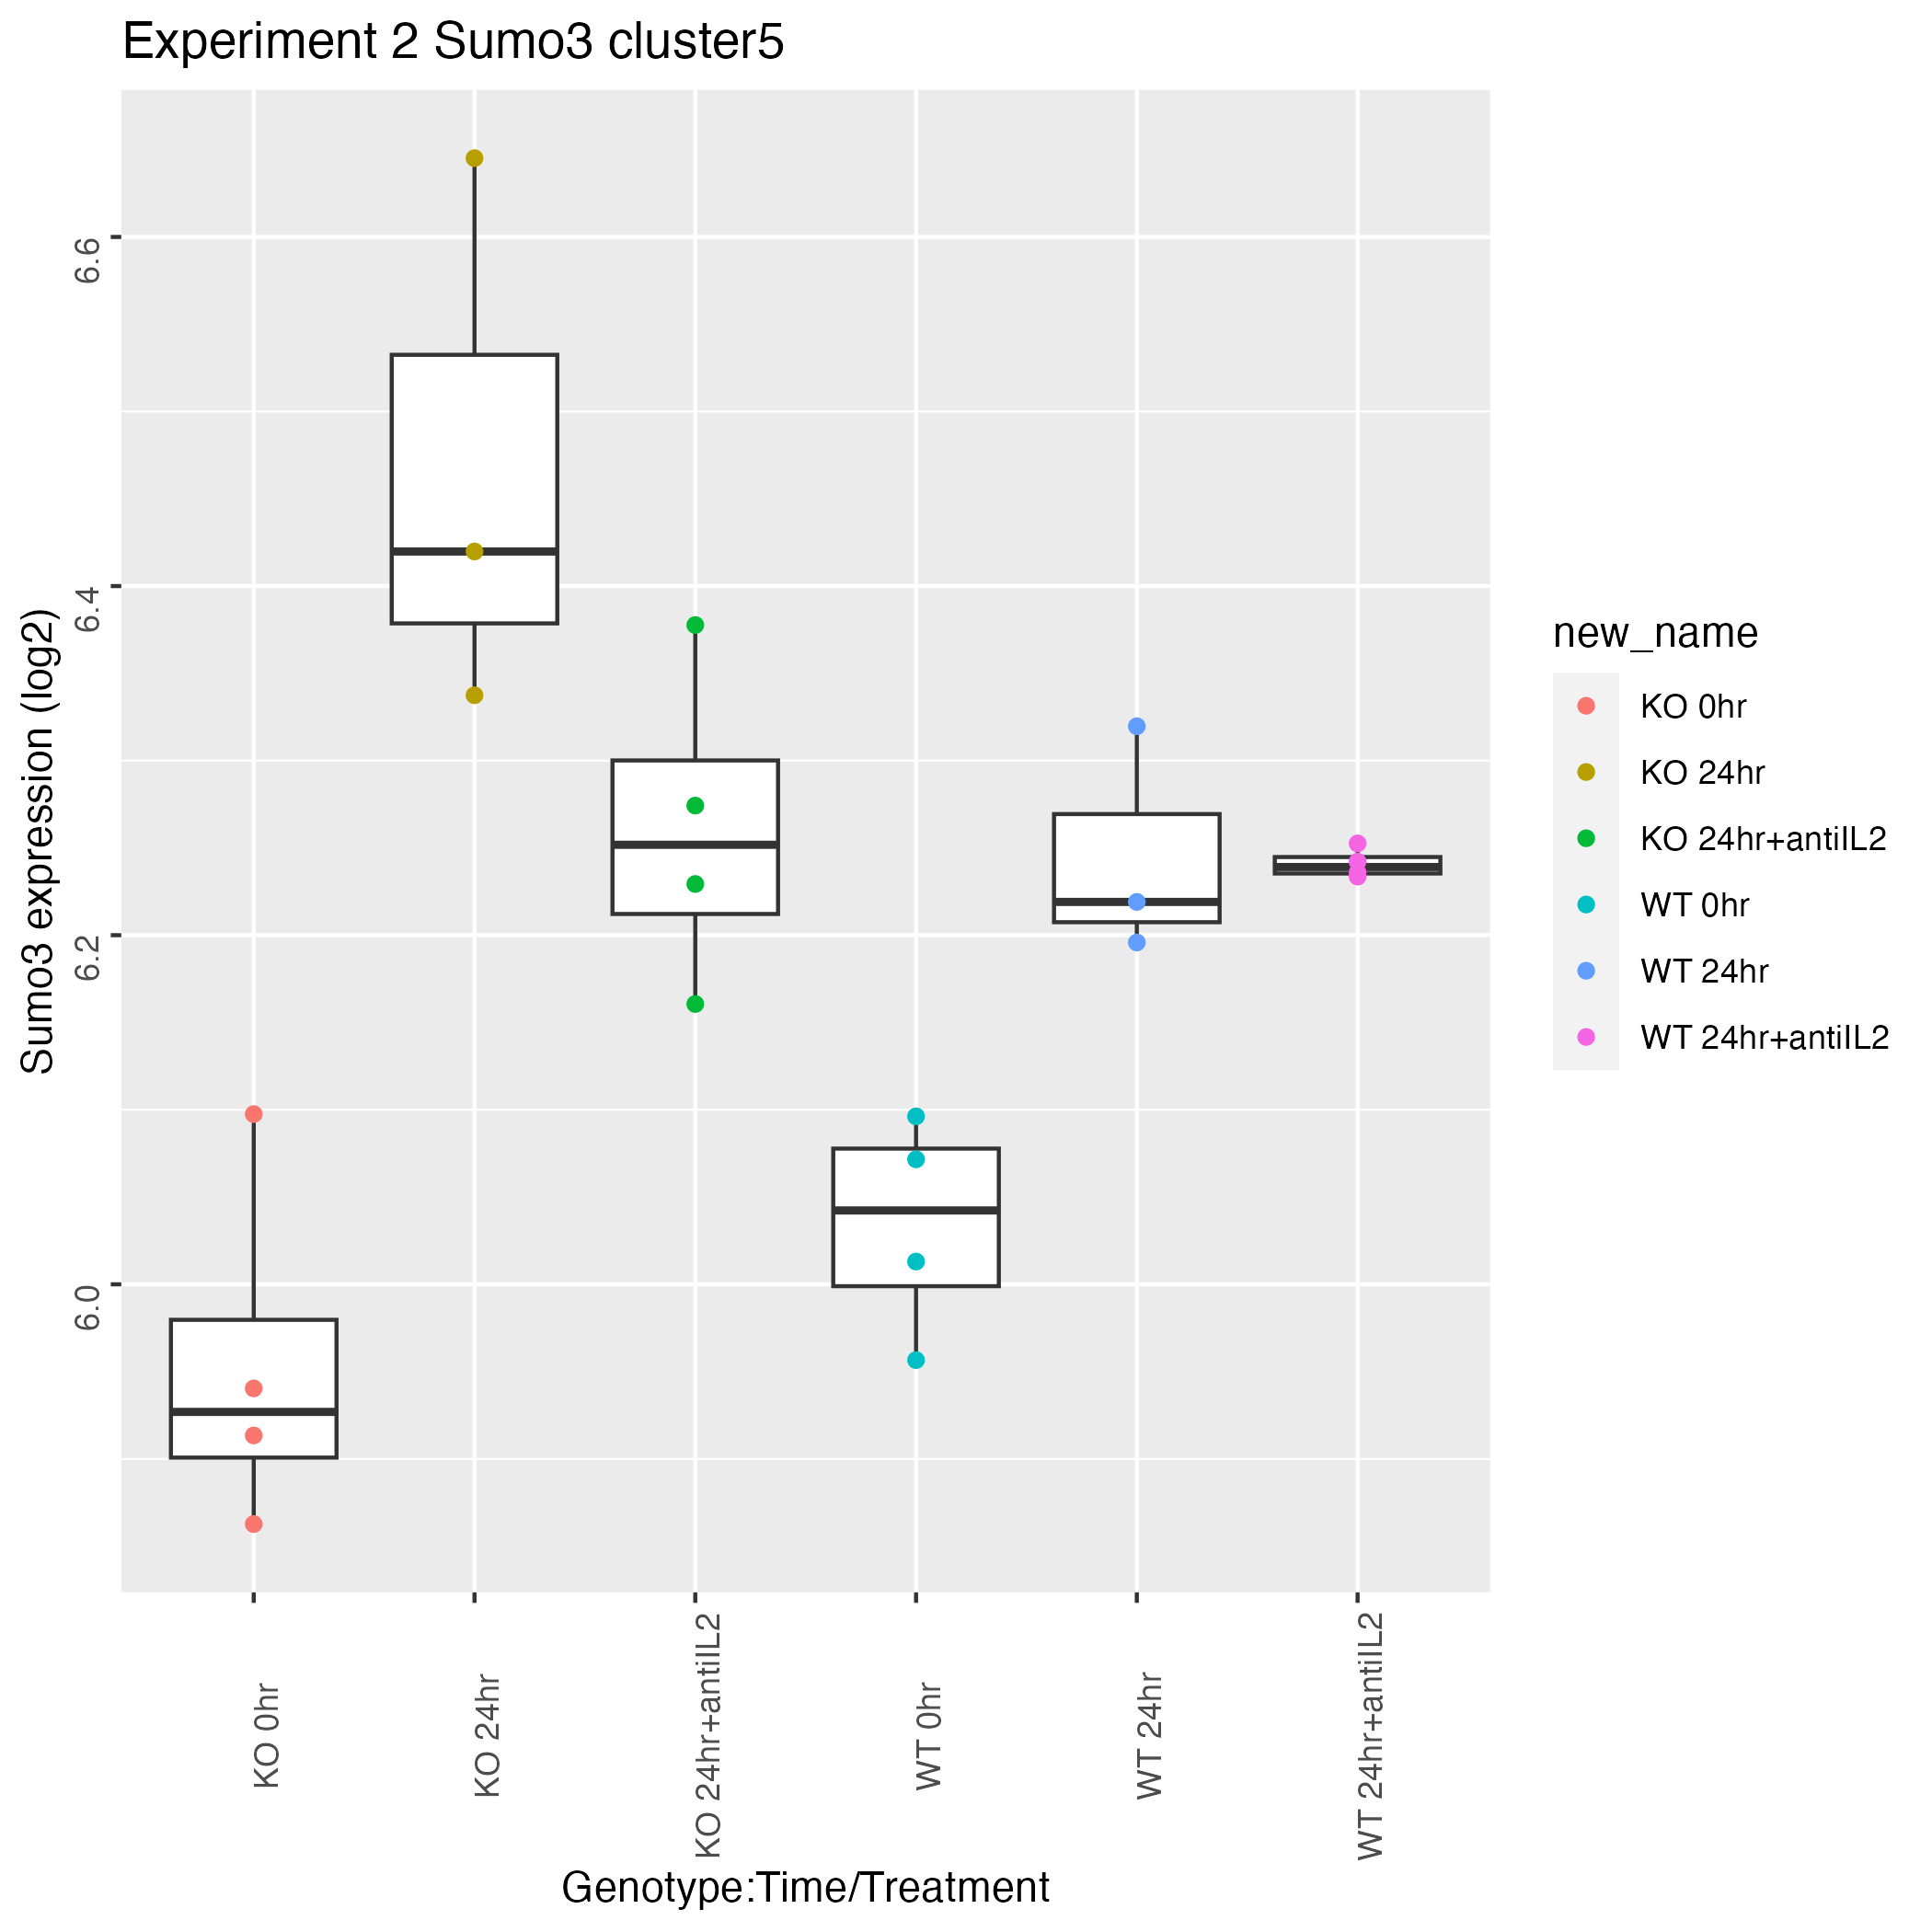 Experiment 2 Sumo3 cluster5
Sumo3 expression (log2)
6.6
6.4
6.2
6.0
KO 0hr
KO 24hr
KO 24hr+antiIL2
WT 0hr
WT 24hr
WT 24hr+antiIL2
Genotype:Time/Treatment
new_name
KO 0hr
KO 24hr
KO 24hr+antiIL2
WT 0hr
WT 24hr
WT 24hr+antiIL2